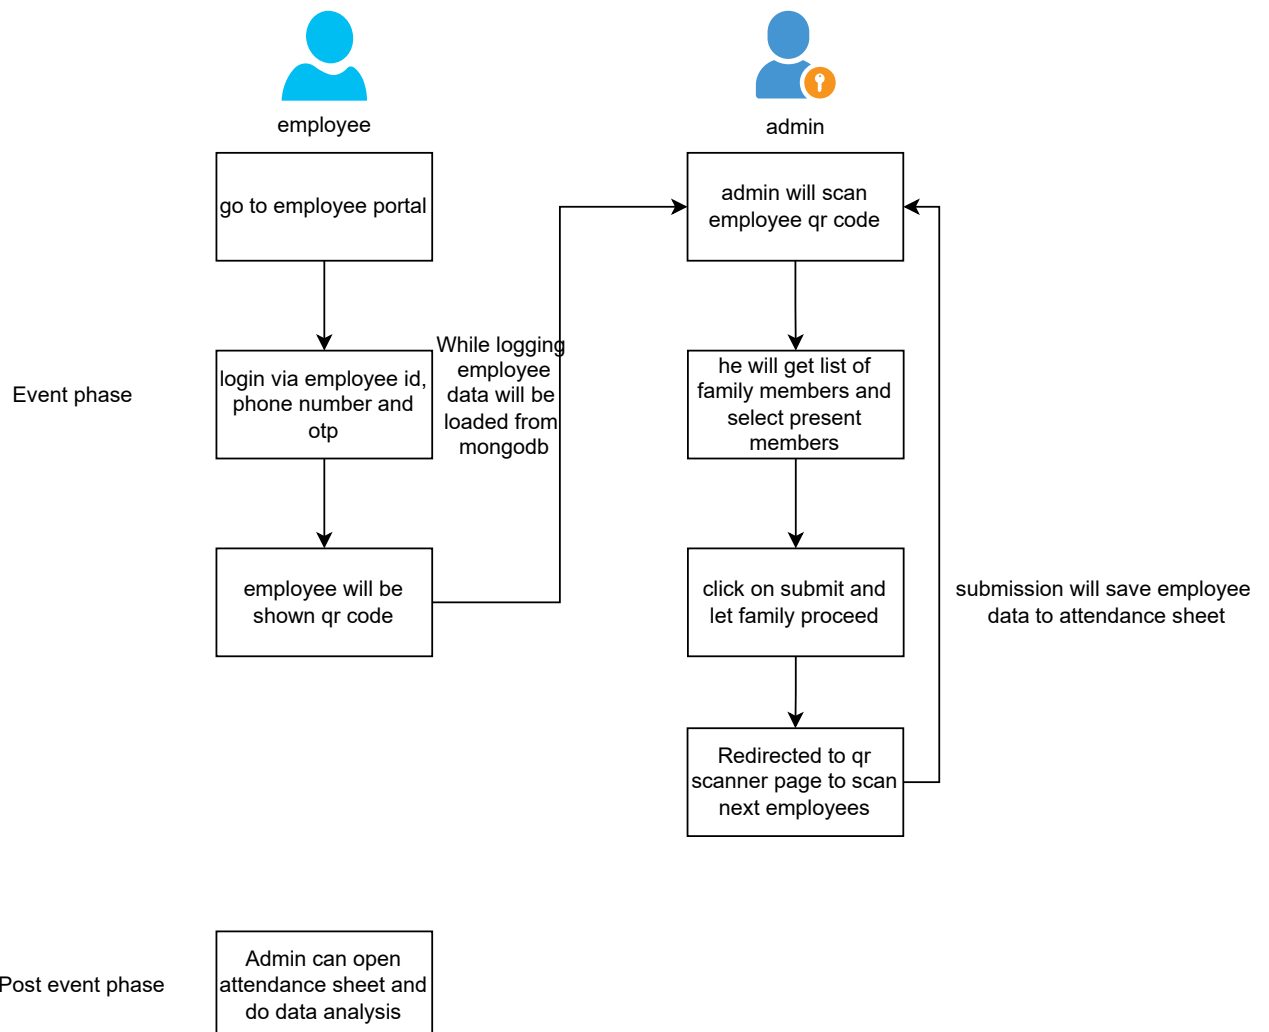 employee
admin
go to employee portal
admin will scan
employee qr code
While logging
employee
data will be
loaded from
mongodb
Event phase
login via employee id,
phone number and
otp
he will get list of
family members and
select present
members
employee will be
shown qr code
click on submit and
let family proceed
submission will save employee
data to attendance sheet
Redirected to qr
scanner page to scan
next employees
Post event phase
Admin can open
attendance sheet and
do data analysis